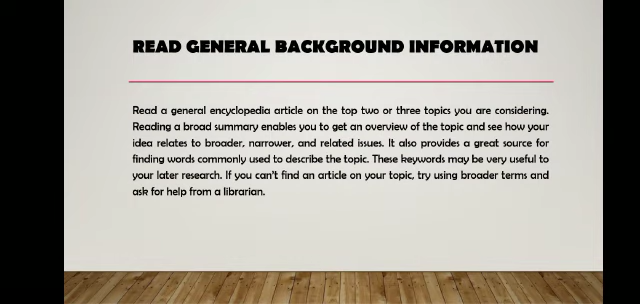 READ GENERAL BACKGROUND INFORMATION
Read a general encyclopedia article on the top two or three topics you are considering.
Reading a broad summary enables you to get an overview of the topic and see how your
idea relates to broader, narrower, and related issues. It also provides a great source for
finding words commonly used to describe the topic. These keywords may be very useful to
your later research. If you can't find an article on your topic, try using broader terms and
ask for help from a librarian.